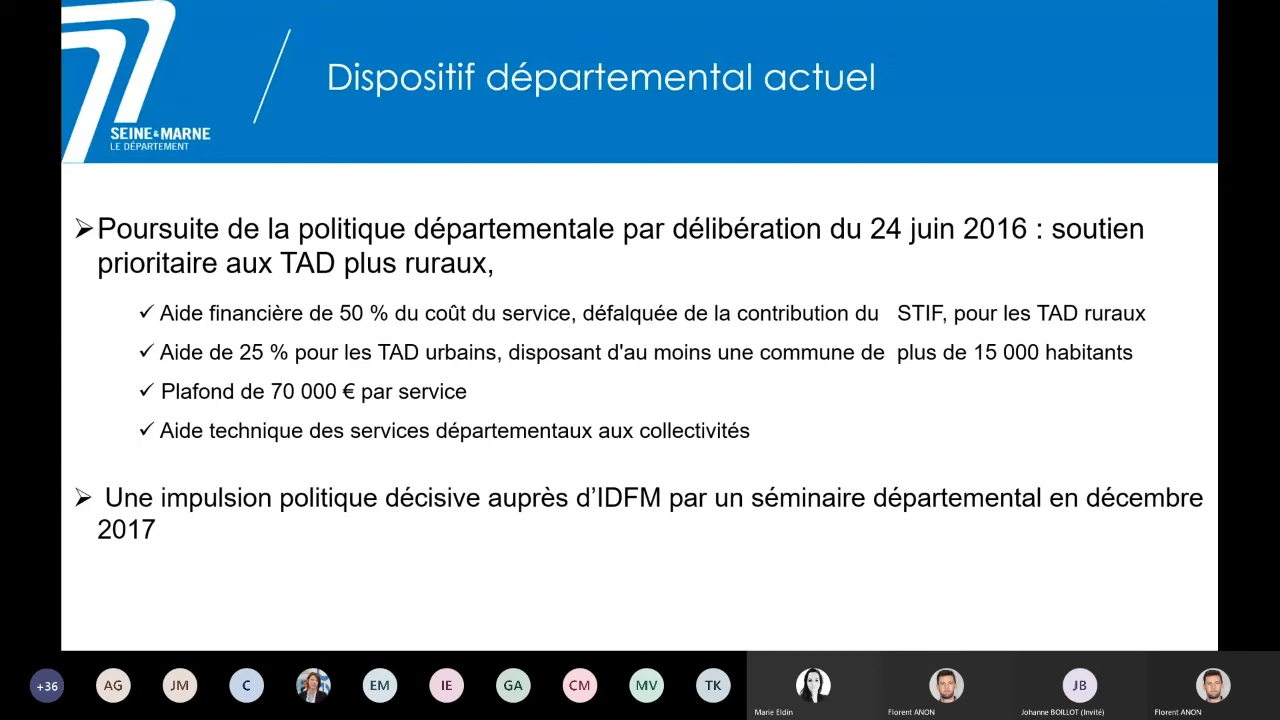 77
SEINE&MARNE
LE DÉPARTEMENT
Dispositif départemental actuel
Poursuite de la politique départementale par délibération du 24 juin 2016 : soutien
prioritaire aux TAD plus ruraux,
Aide financière de 50 % du coût du service, défalquée de la contribution du STIF, pour les TAD ruraux
Aide de 25 % pour les TAD urbains, disposant d'au moins une commune de plus de 15 000 habitants
Plafond de 70 000 € par service
Aide technique des services départementaux aux collectivités
Une impulsion politique décisive auprès d’IDFM par un séminaire départemental en décembre
2017
+36 AG JM C EM IE GA CM MV TK JB
Marie Eldin Florent ANON Johanne BOILLOT (Invité) Florent ANON